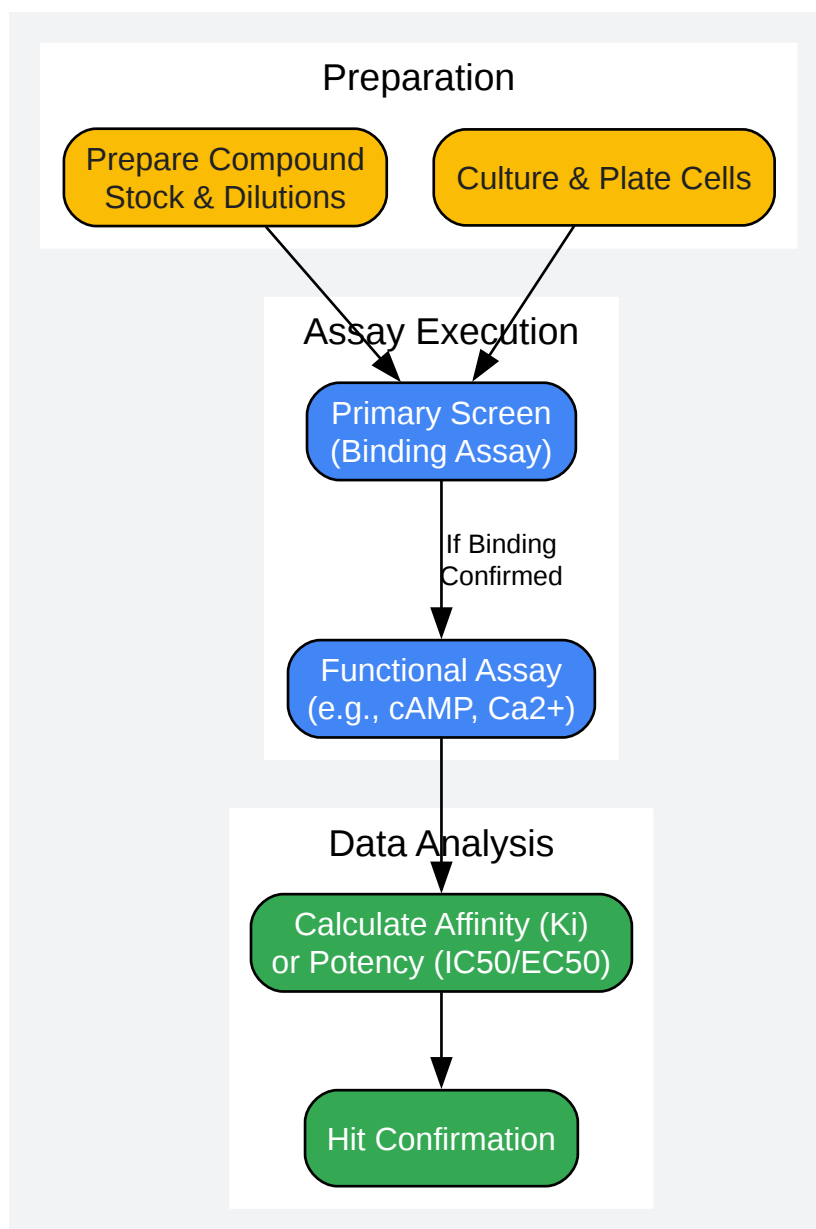 Preparation
Prepare Compound
Stock & Dilutions
Culture & Plate Cells
Assay Execution
Primary Screen
(Binding Assay)
If Binding
Confirmed
Functional Assay
(e.g., cAMP, Ca2+)
Data Analysis
Calculate Affinity (Ki)
or Potency (IC50/EC50)
Hit Confirmation